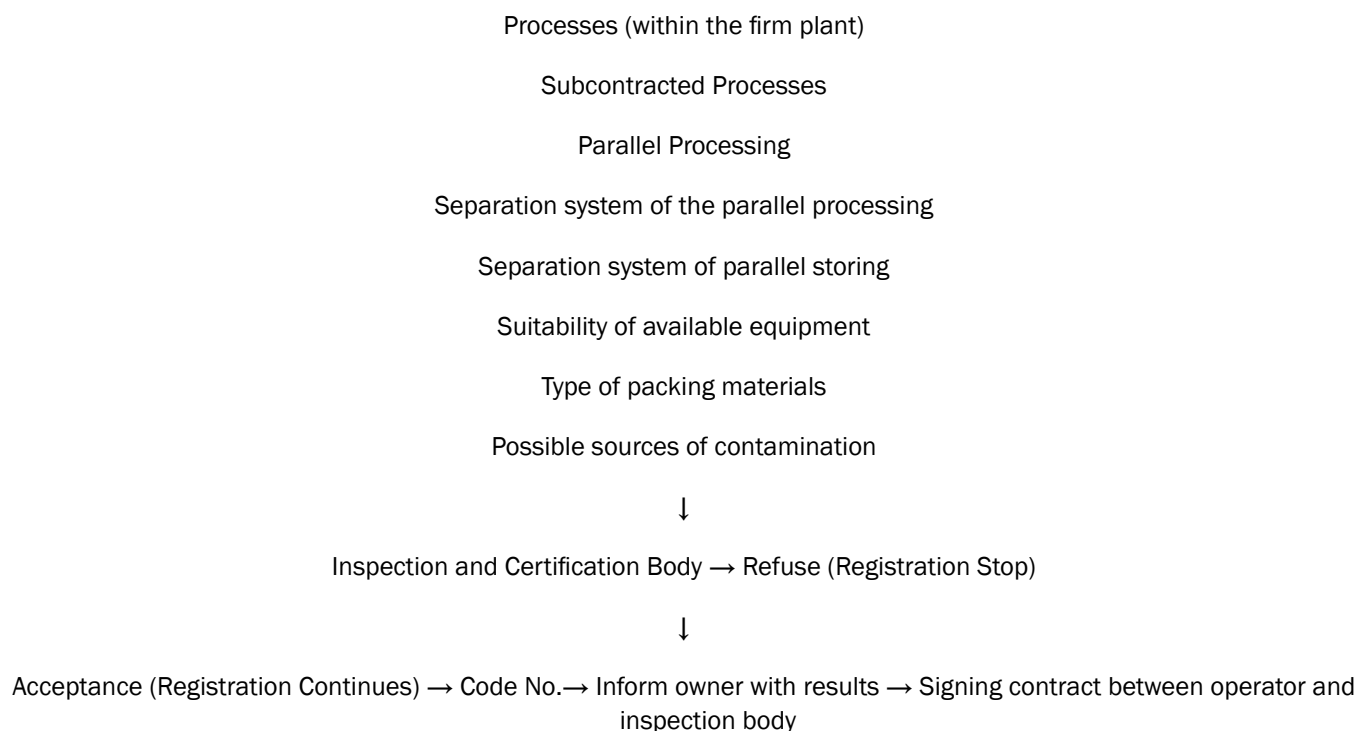 Processes (within the firm plant)
Subcontracted Processes
Parallel Processing
Separation system of the parallel processing
Separation system of parallel storing
Suitability of available equipment
Type of packing materials
Possible sources of contamination
↓
Inspection and Certification Body → Refuse (Registration Stop)
↓
Acceptance (Registration Continues) → Code No.→ Inform owner with results → Signing contract between operator and
inspection body